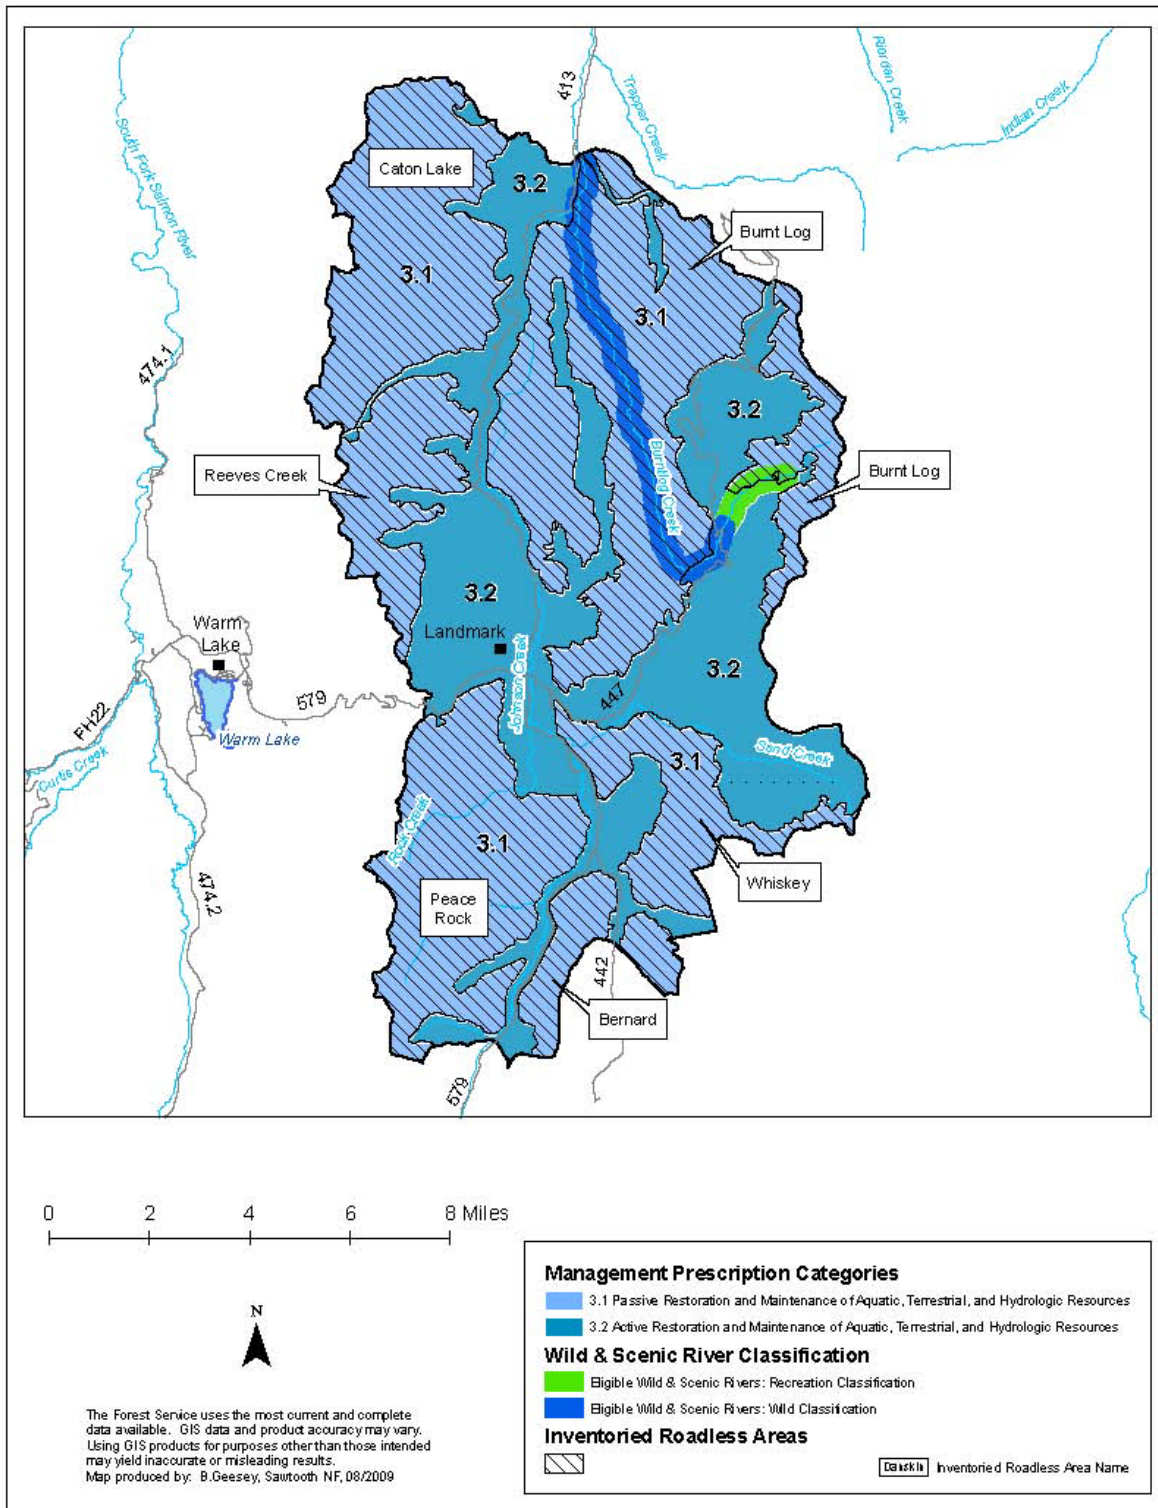 413
Trapper Creek
Riordan Creek
Indian Creek
South Fork Salmon River
Caton Lake
3.2
Burnt Log
3.1
3.1
474.1
3.2
Burntlog Creek
Reeves Creek
Burnt Log
3.2
Landmark
Warm
Lake
Johnson Creek
3.2
579
447
FH22
Warm Lake
Curtis Creek
Sand Creek
3.1
Rock Creek
3.1
474.2
Whiskey
Peace
Rock
442
Bernard
579
0 2 4 6 8 Miles
N
The Forest Service uses the most current and complete
data available. GIS data and product accuracy may vary.
Using GIS products for purposes other than those intended
may yield inaccurate or misleading results.
Map produced by: B.Geesey, Sawtooth NF, 08/2009
Management Prescription Categories
3.1 Passive Restoration and Maintenance of Aquatic, Terrestrial, and Hydrologic Resources
3.2 Active Restoration and Maintenance of Aquatic, Terrestrial, and Hydrologic Resources
Wild & Scenic River Classification
Eligible Wild & Scenic Rivers: Recreation Classification
Eligible Wild & Scenic Rivers: Wild Classification
Inventoried Roadless Areas
Danskin Inventoried Roadless Area Name